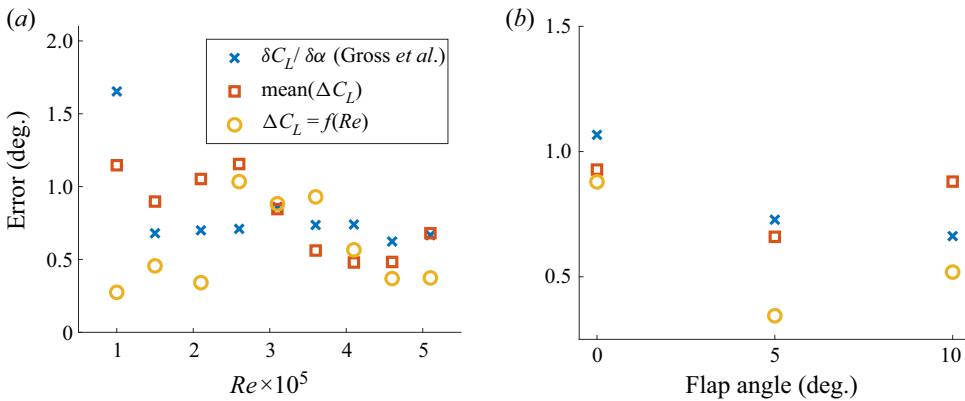 (a)
2.0
1.5
1.0
0.5
0
Error (deg.)
δC_L / δα (Gross et al.)
mean(ΔC_L)
ΔC_L = f(Re)
1 2 3 4 5
Re×10⁵
(b)
1.5
1.0
0.5
0 5 10
Flap angle (deg.)